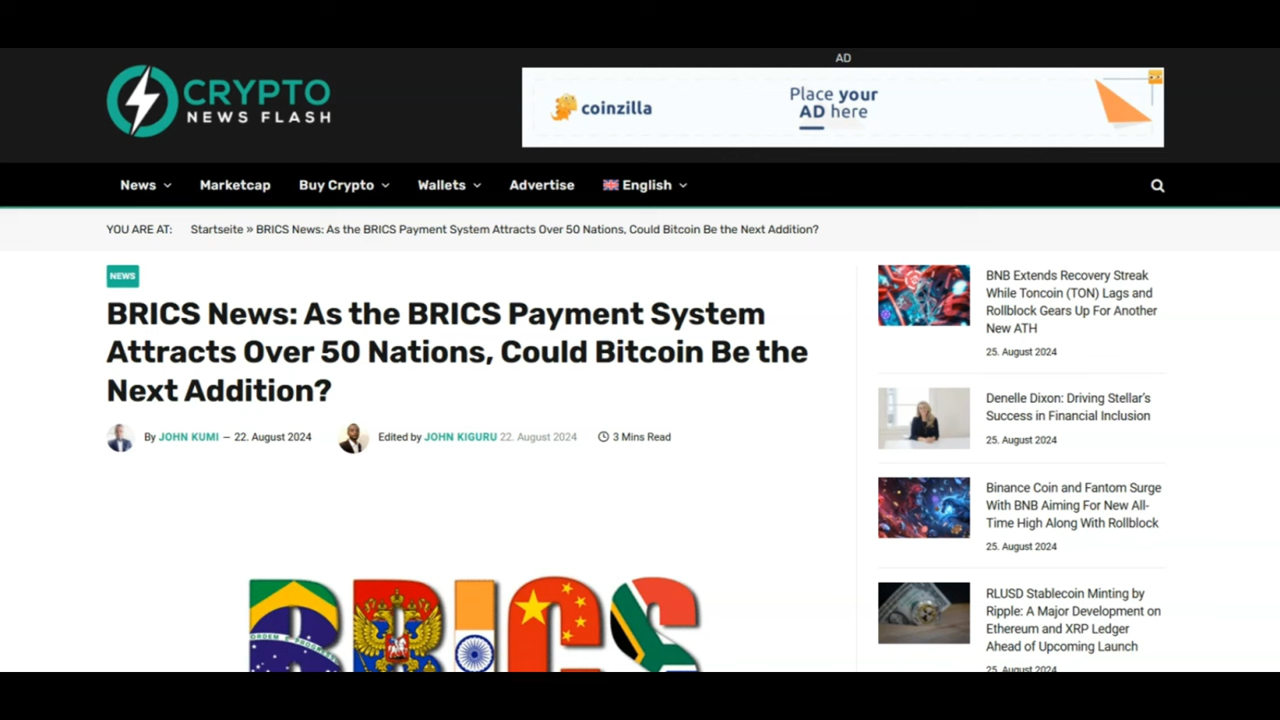 AD
CRYPTO
NEWS FLASH
coinzilla
Place your
AD here
News
Marketcap
Buy Crypto
Wallets
Advertise
English
YOU ARE AT: Startseite » BRICS News: As the BRICS Payment System Attracts Over 50 Nations, Could Bitcoin Be the Next Addition?
NEWS
BRICS News: As the BRICS Payment System
Attracts Over 50 Nations, Could Bitcoin Be the
Next Addition?
By JOHN KUMI — 22. August 2024
Edited by JOHN KIGURU 22. August 2024
3 Mins Read
BRICS
ORDEM E PROGRESSO
BNB Extends Recovery Streak
While Toncoin (TON) Lags and
Rollblock Gears Up For Another
New ATH
25. August 2024
Denelle Dixon: Driving Stellar's
Success in Financial Inclusion
25. August 2024
Binance Coin and Fantom Surge
With BNB Aiming For New All-
Time High Along With Rollblock
25. August 2024
RLUSD Stablecoin Minting by
Ripple: A Major Development on
Ethereum and XRP Ledger
Ahead of Upcoming Launch
25. August 2024